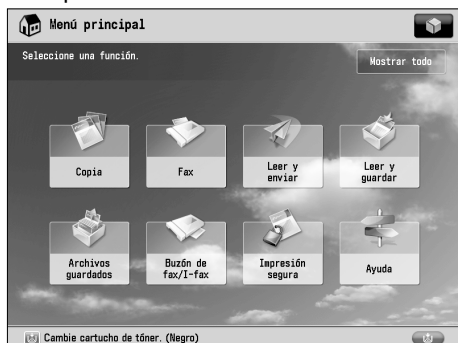 Menú principal
Seleccione una función.
Mostrar todo
Copia
Fax
Leer y
enviar
Leer y
guardar
Archivos
guardados
Buzón de
fax/I-fax
Impresión
segura
Ayuda
Cambie cartucho de tóner. (Negro)